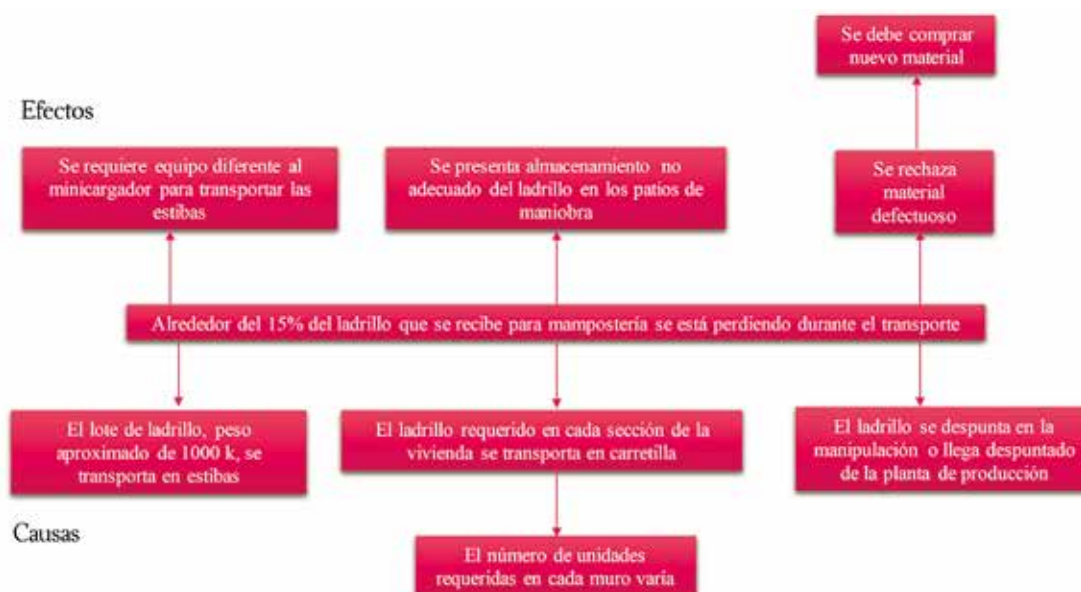 Se debe comprar
nuevo material
Efectos
Se requiere equipo diferente al
minicargador para transportar las
estibas
Se presenta almacenamiento no
adecuado del ladrillo en los patios de
maniobra
Se rechaza
material
defectuoso
Alrededor del 15% del ladrillo que se recibe para mampostería se está perdiendo durante el transporte
El lote de ladrillo, peso
aproximado de 1000 k, se
transporta en estibas
El ladrillo requerido en cada sección de la
vivienda se transporta en carretilla
El ladrillo se despunta en la
manipulación o llega despuntado
de la planta de producción
Causas
El número de unidades
requeridas en cada muro varía